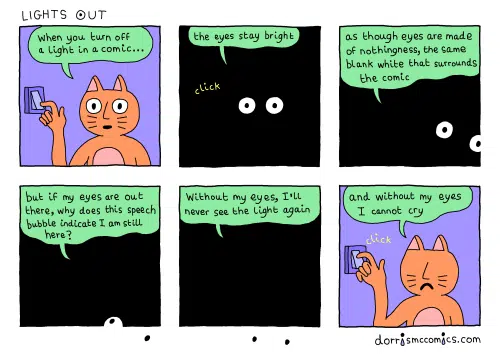 LIGHTS OUT
when you turn off
a light in a comic...
the eyes stay bright
click
as though eyes are made
of nothingness, the same
blank white that surrounds
the comic
but if my eyes are out
there, why does this speech
bubble indicate I am still
here?
Without my eyes, I'll
never see the light again
and without my eyes
I cannot cry
click
dorrismccomics.com